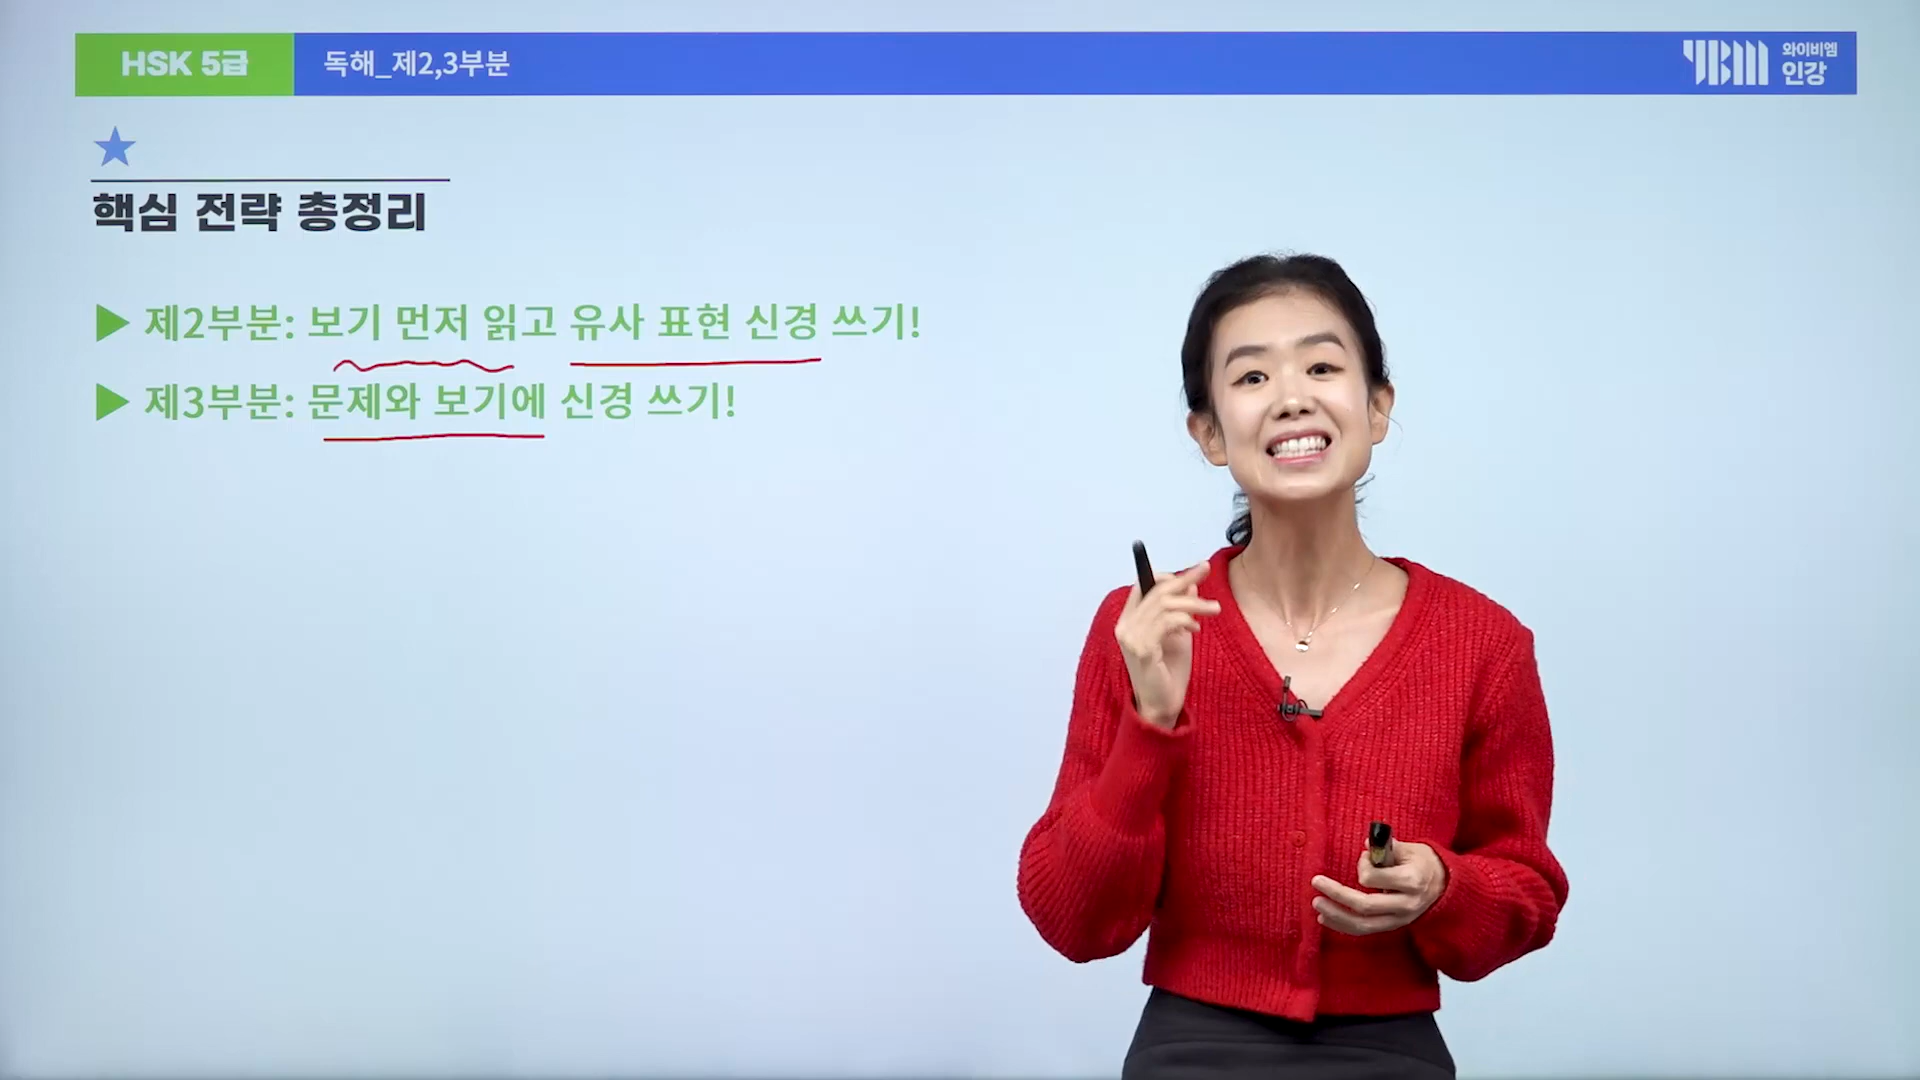 HSK 5급
독해_제2,3부분
YBM 와이비엠 인강
핵심 전략 총정리
▶ 제2부분: 보기 먼저 읽고 유사 표현 신경 쓰기!
▶ 제3부분: 문제와 보기에 신경 쓰기!